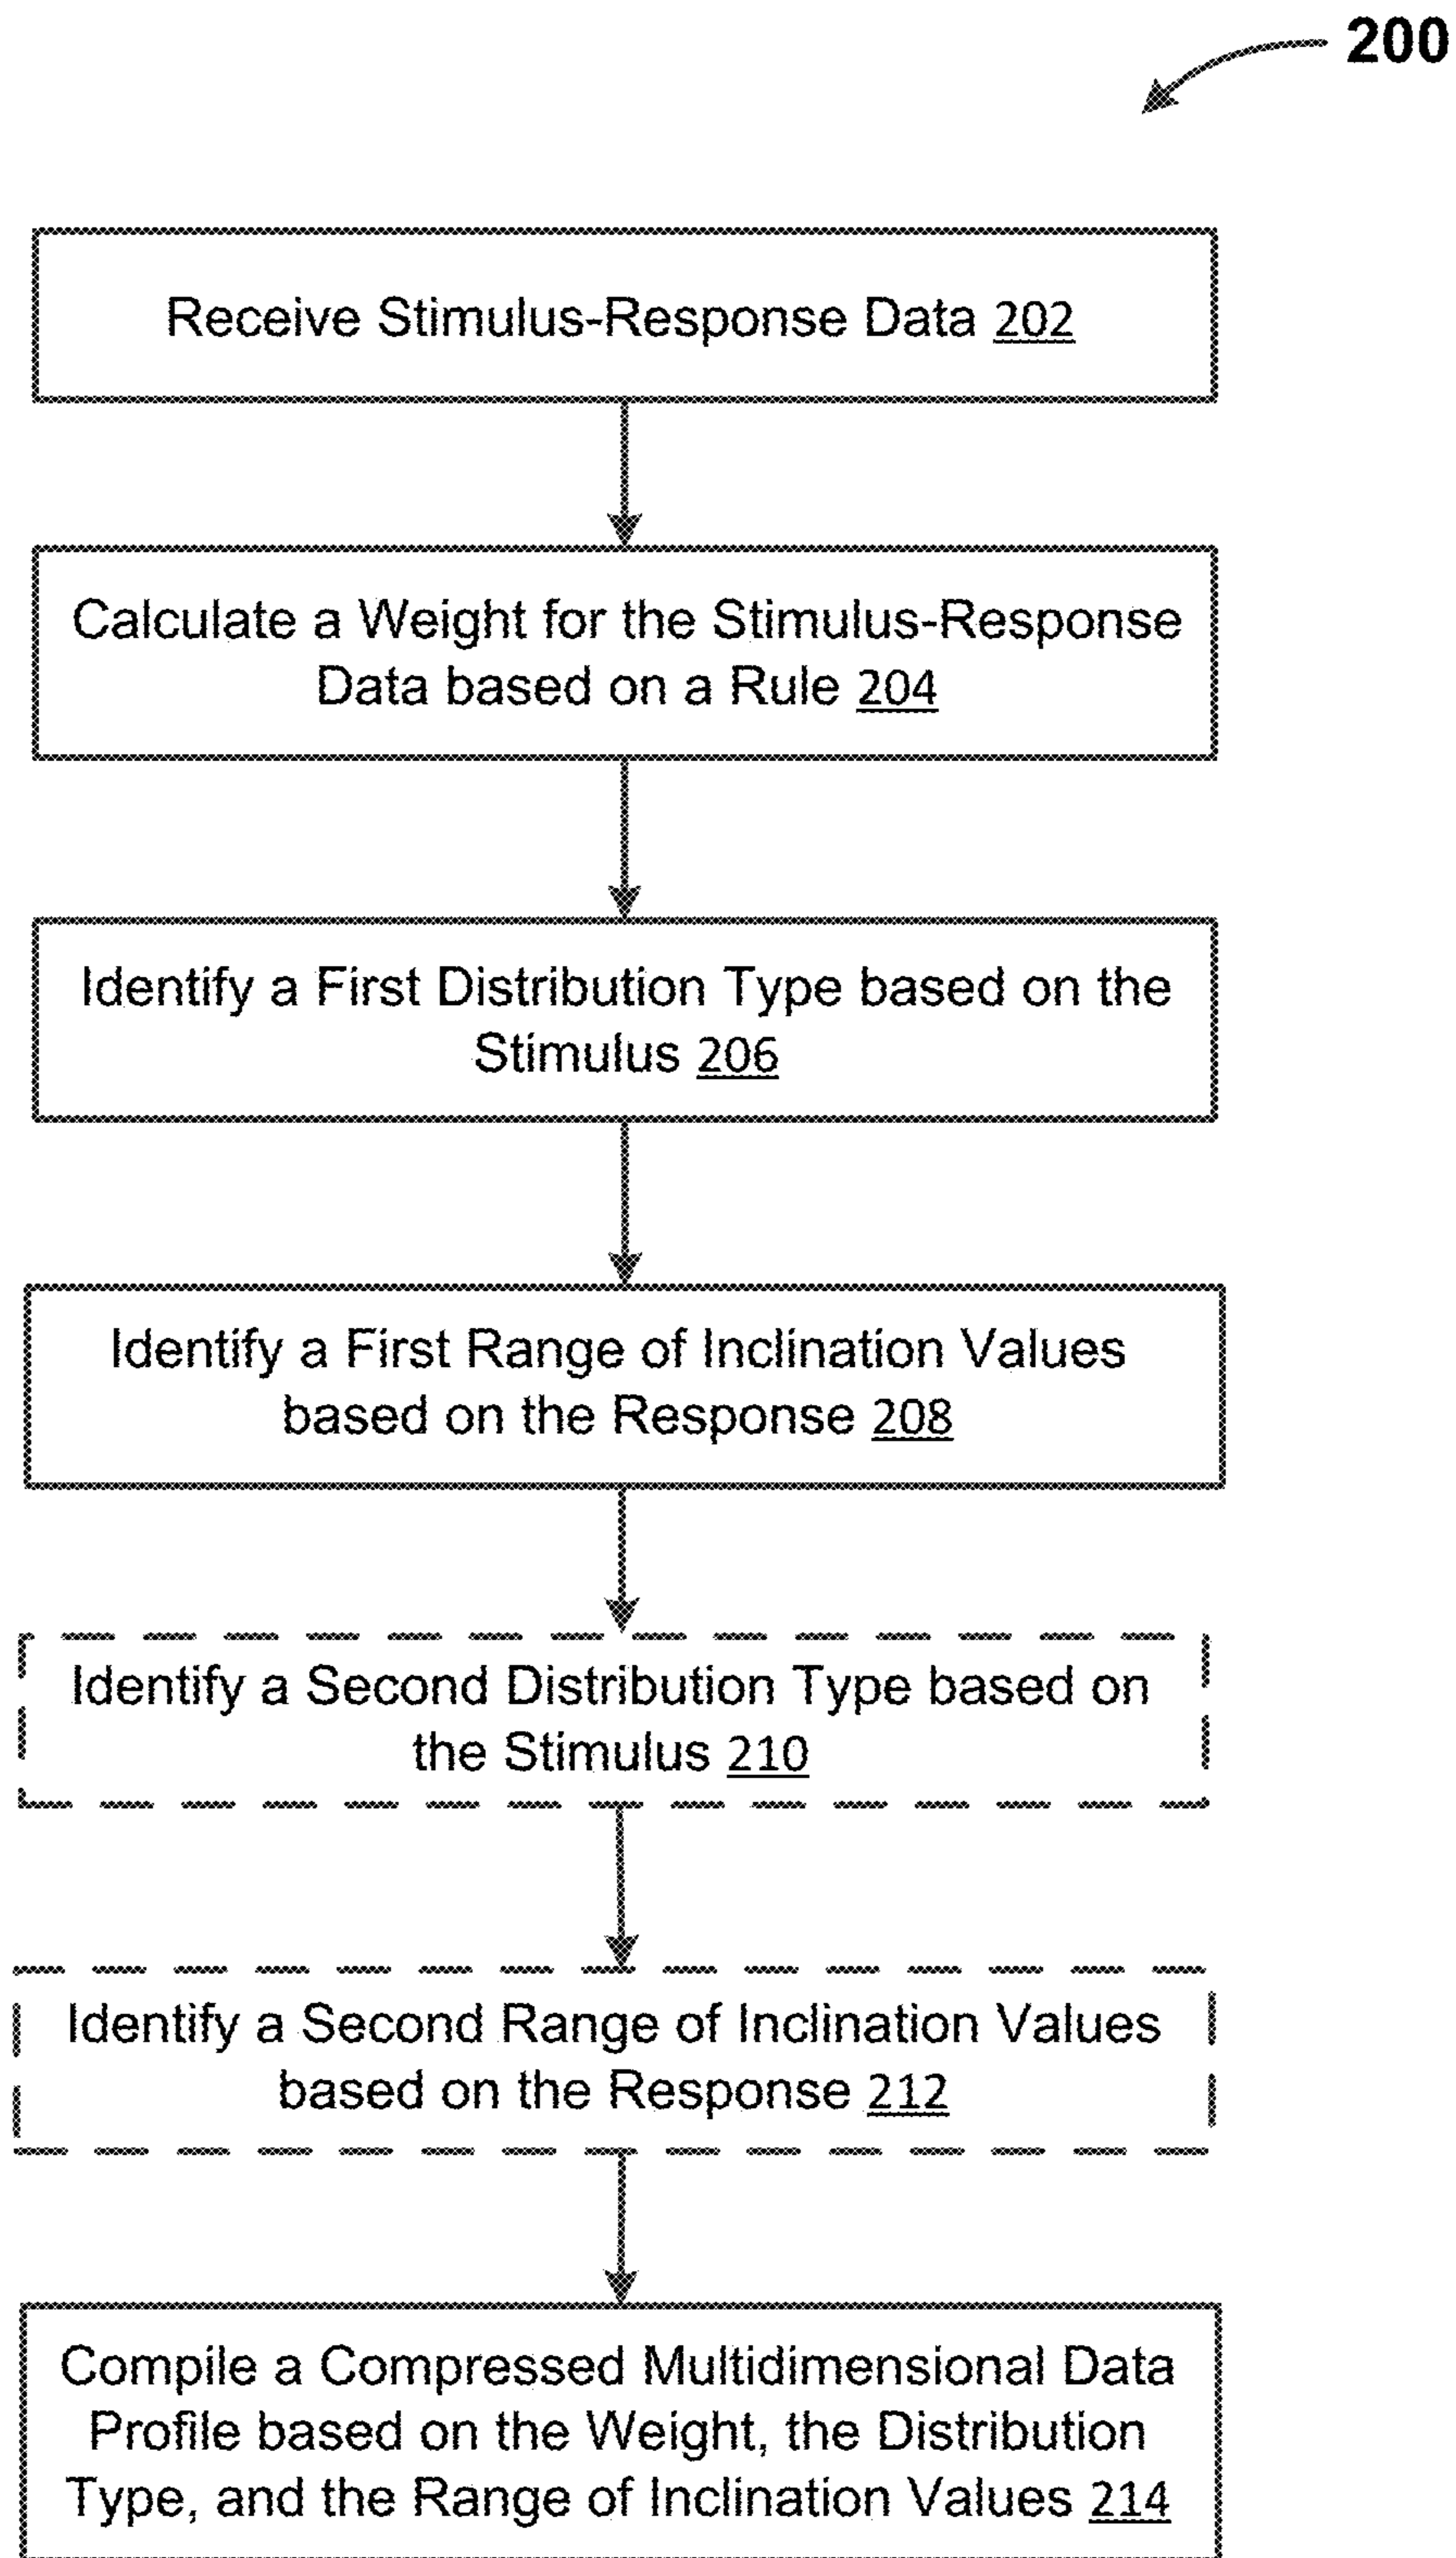 200
Receive Stimulus-Response Data 202
Calculate a Weight for the Stimulus-Response
Data based on a Rule 204
Identify a First Distribution Type based on the
Stimulus 206
Identify a First Range of Inclination Values
based on the Response 208
Identify a Second Distribution Type based on
the Stimulus 210
Identify a Second Range of Inclination Values
based on the Response 212
Compile a Compressed Multidimensional Data
Profile based on the Weight, the Distribution
Type, and the Range of Inclination Values 214